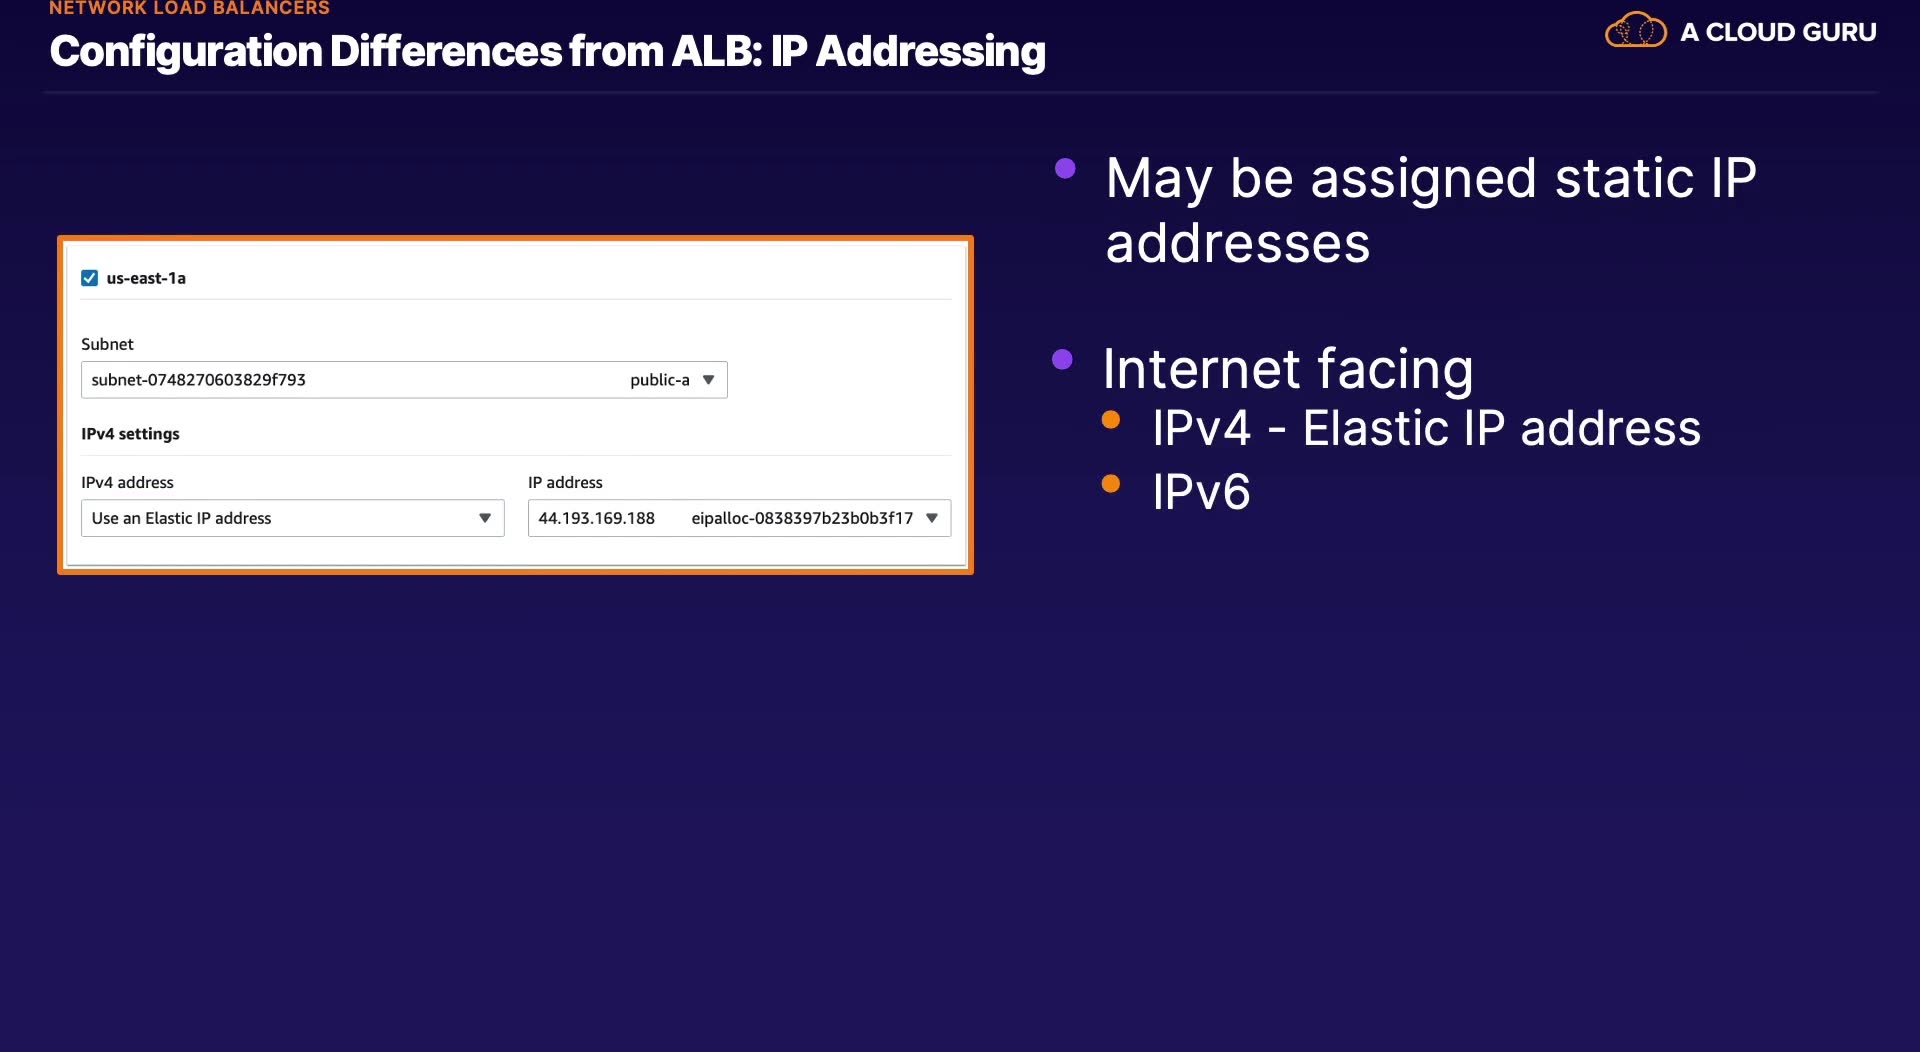 NETWORK LOAD BALANCERS
Configuration Differences from ALB: IP Addressing
A CLOUD GURU
us-east-1a
Subnet
subnet-0748270603829f793 public-a
IPv4 settings
IPv4 address IP address
Use an Elastic IP address 44.193.169.188 eipalloc-0838397b23b0b3f17
May be assigned static IP
addresses
Internet facing
IPv4 - Elastic IP address
IPv6